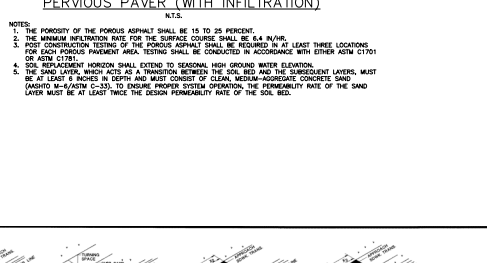 PERVIOUS PAVER (WITH INFILTRATION)
N.T.S.
NOTES:
1. THE POROSITY OF THE POROUS ASPHALT SHALL BE 15 TO 25 PERCENT.
2. THE MINIMUM INFILTRATION RATE FOR THE SURFACE COURSE SHALL BE 6.4 IN/HR.
3. POST CONSTRUCTION TESTING OF THE POROUS ASPHALT SHALL BE REQUIRED IN AT LEAST THREE LOCATIONS
FOR EACH POROUS PAVEMENT AREA. TESTING SHALL BE CONDUCTED IN ACCORDANCE WITH EITHER ASTM C1701
OR ASTM C1781.
4. SOIL REPLACEMENT HORIZON SHALL EXTEND TO SEASONAL HIGH GROUND WATER ELEVATION.
5. THE SAND LAYER, WHICH ACTS AS A TRANSITION BETWEEN THE SOIL BED AND THE SUBSEQUENT LAYERS, MUST
BE AT LEAST 6 INCHES IN DEPTH AND MUST CONSIST OF CLEAN, MEDIUM-AGGREGATE CONCRETE SAND
(AASHTO M-6/ASTM C-33). TO ENSURE PROPER SYSTEM OPERATION, THE PERMEABILITY RATE OF THE SAND
LAYER MUST BE AT LEAST TWICE THE DESIGN PERMEABILITY RATE OF THE SOIL BED.
TURNING
SPACE
APPROACH
APPROACH